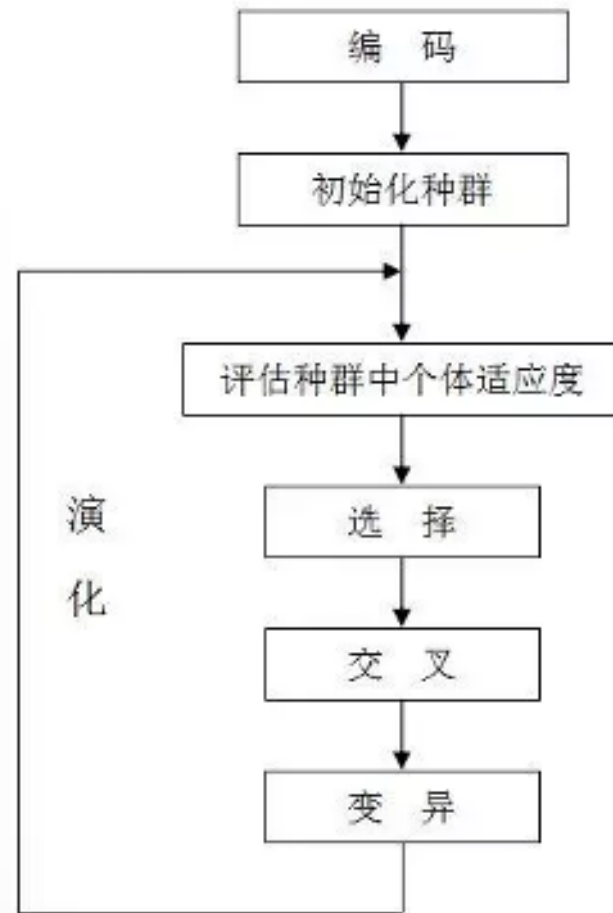 编 码
初始化种群
评估种群中个体适应度
选 择
演
化
交 叉
变 异